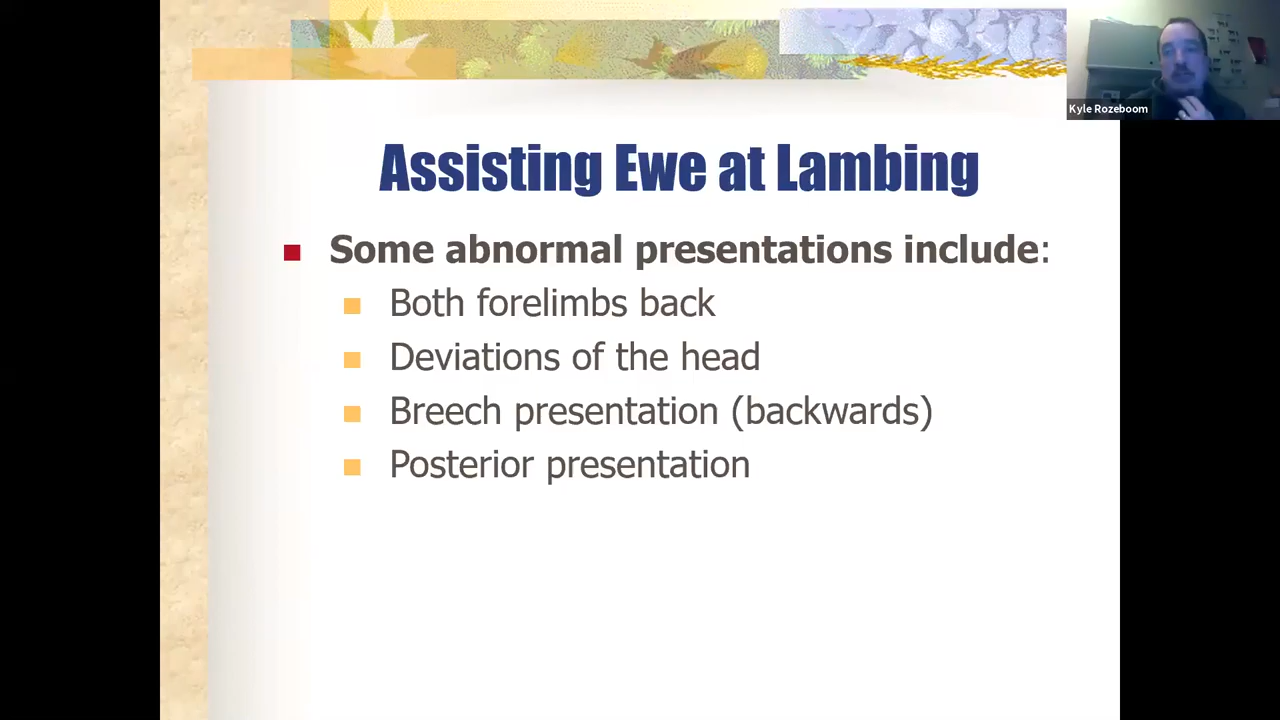 Kyle Rozeboom
Assisting Ewe at Lambing
Some abnormal presentations include:
Both forelimbs back
Deviations of the head
Breech presentation (backwards)
Posterior presentation